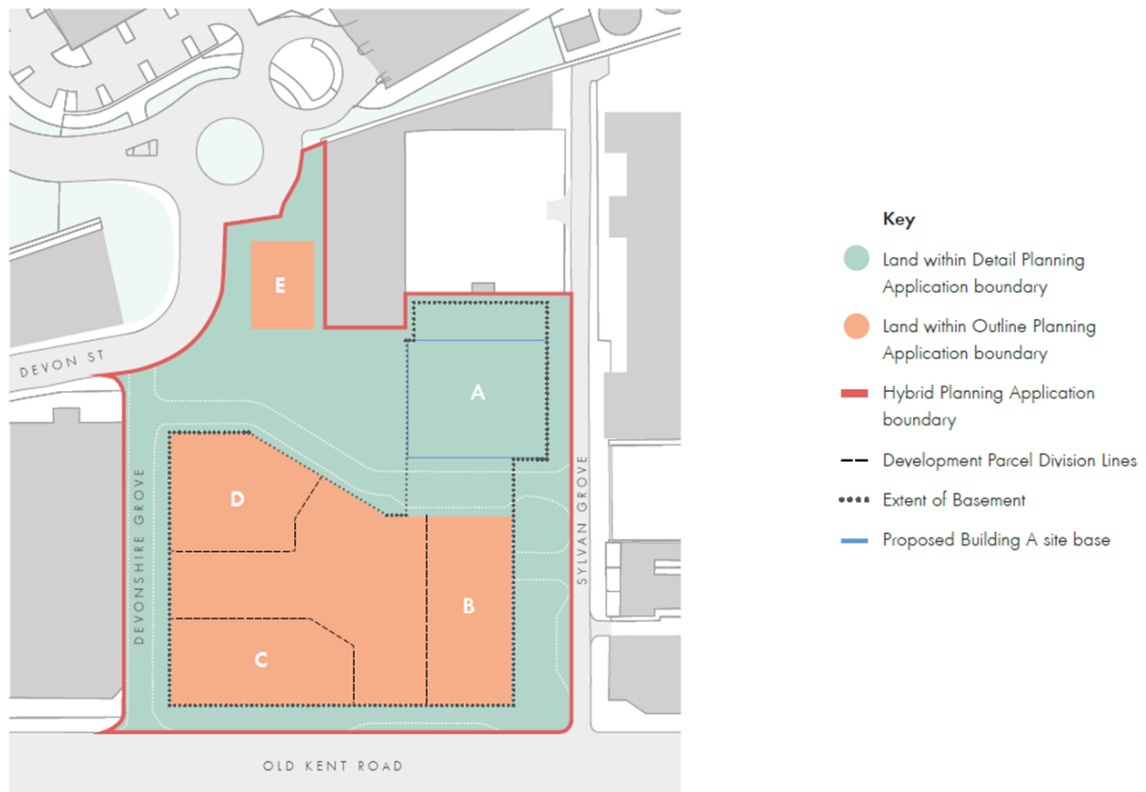 E
DEVON ST
A
D
DEVONSHIRE GROVE
SYLVAN GROVE
B
C
OLD KENT ROAD
Key
Land within Detail Planning
Application boundary
Land within Outline Planning
Application boundary
Hybrid Planning Application
boundary
Development Parcel Division Lines
Extent of Basement
Proposed Building A site base